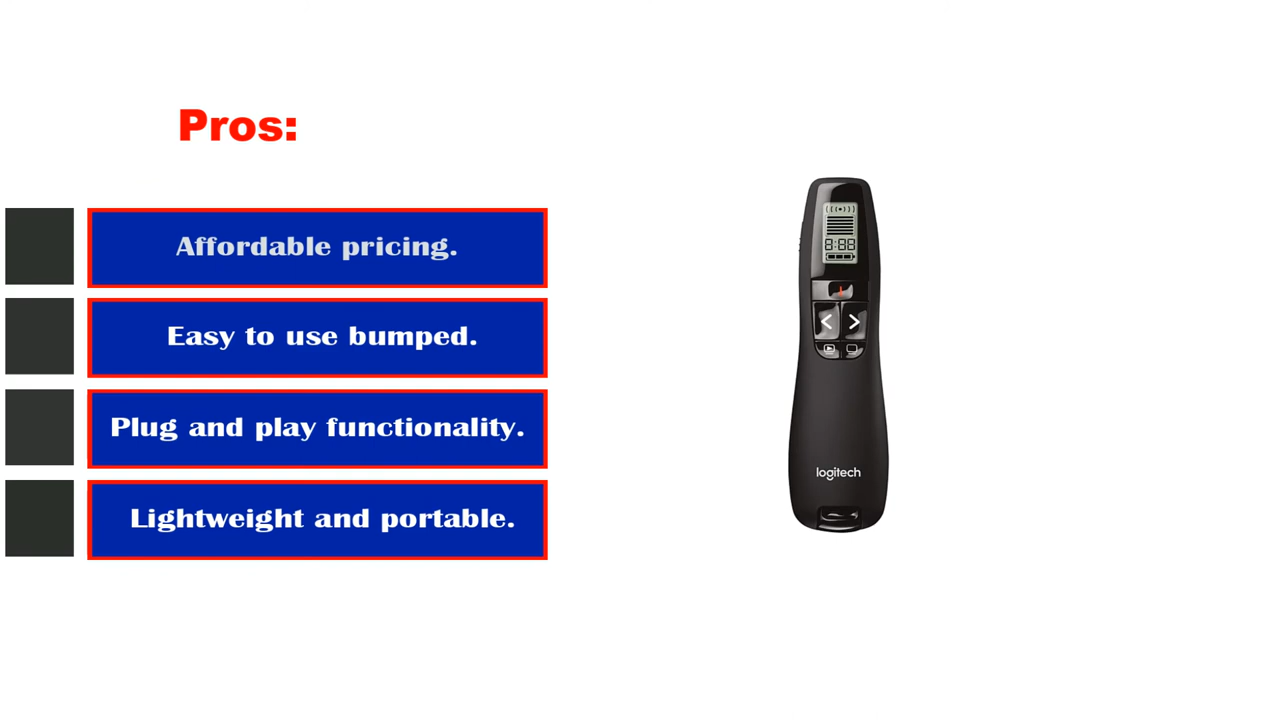 Pros:
Affordable pricing.
Easy to use bumped.
Plug and play functionality.
Lightweight and portable.
8:88
logitech